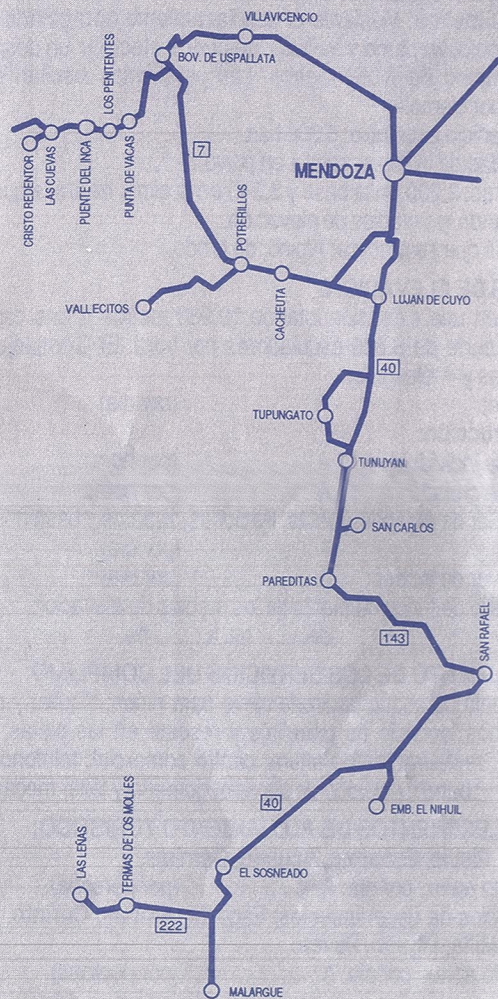 VILLAVICENCIO
BOV. DE USPALLATA
LOS PENITENTES
CRISTO REDENTOR
LAS CUEVAS
PUENTE DEL INCA
PUNTA DE VACAS
7
MENDOZA
POTRERILLOS
VALLECITOS
CACHEUTA
LUJAN DE CUYO
40
TUPUNGATO
TUNUYAN
SAN CARLOS
PAREDITAS
143
SAN RAFAEL
40
EMB. EL NIHUIL
LAS LEÑAS
TERMAS DE LOS MOLLES
EL SOSNEADO
222
MALARGUE